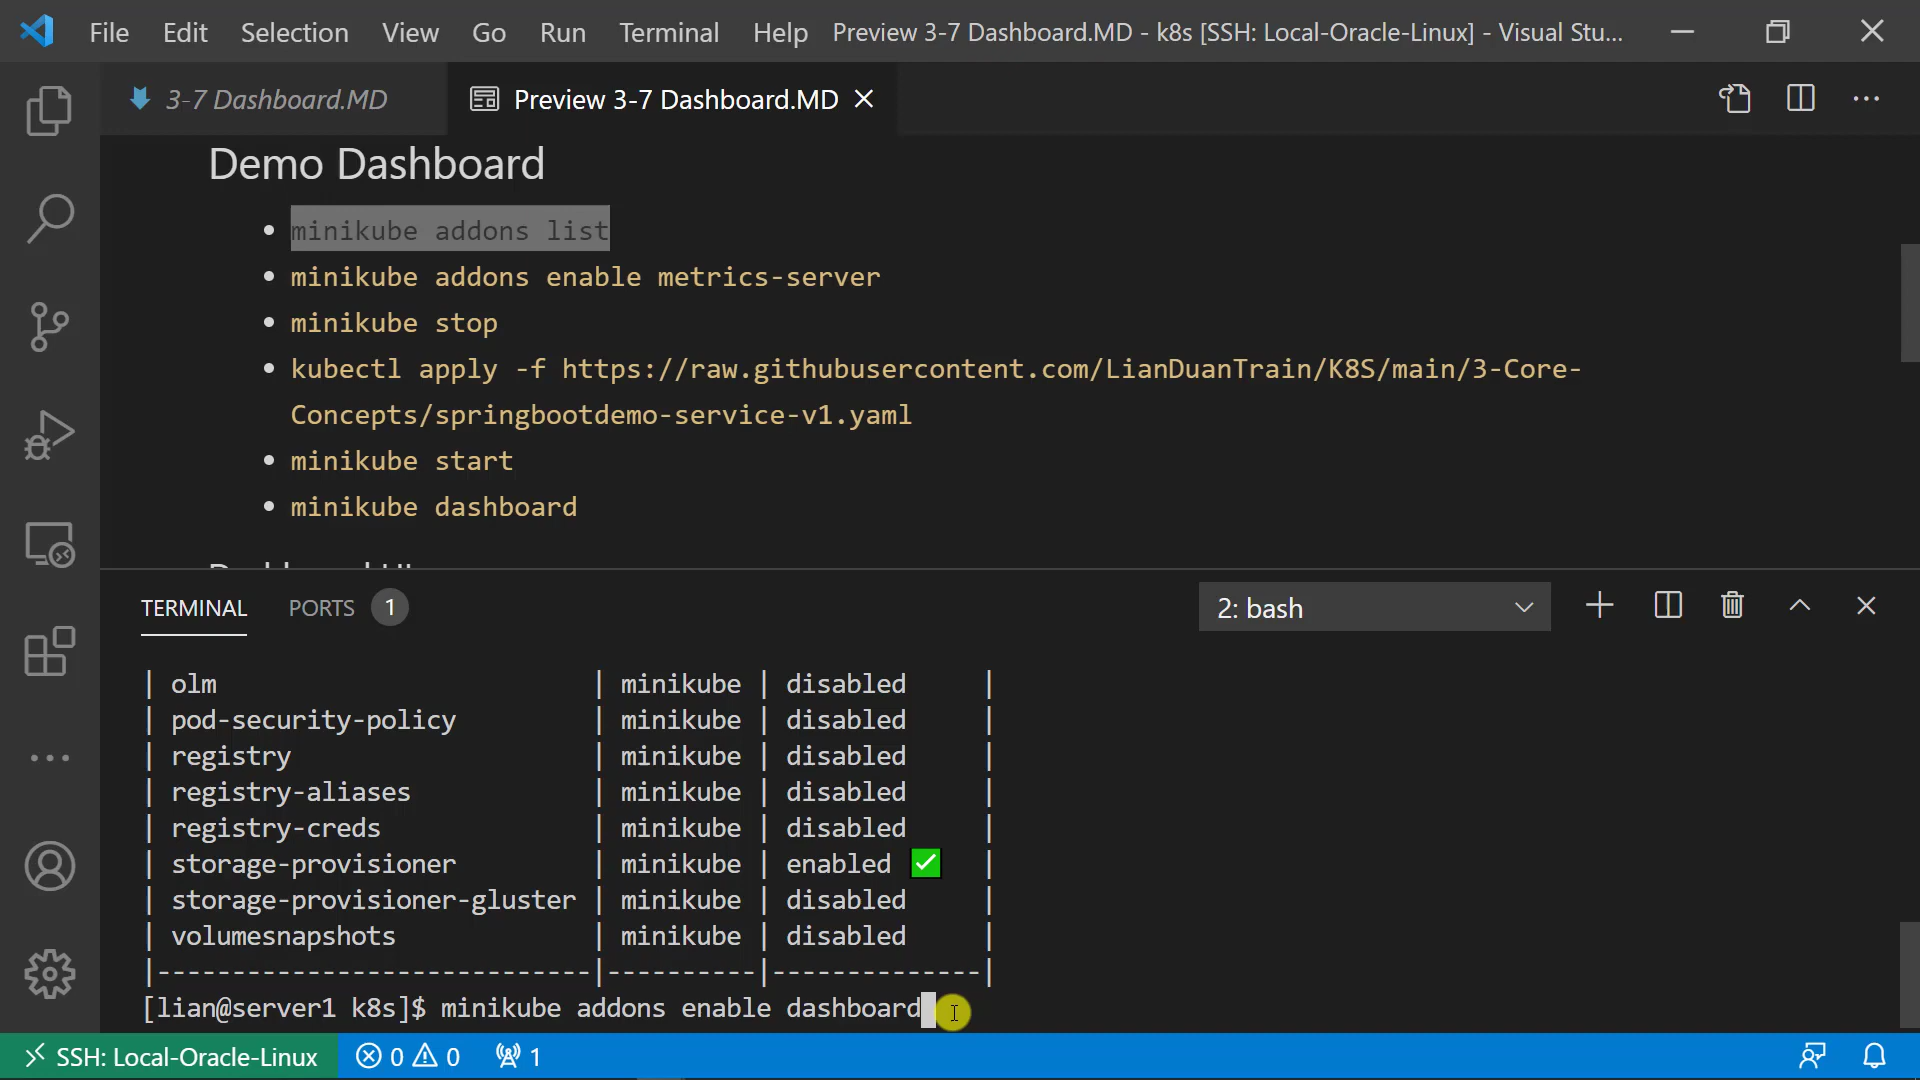 File Edit Selection View Go Run Terminal Help Preview 3-7 Dashboard.MD - k8s [SSH: Local-Oracle-Linux] - Visual Stu...
3-7 Dashboard.MD Preview 3-7 Dashboard.MD
Demo Dashboard
• minikube addons list
• minikube addons enable metrics-server
• minikube stop
• kubectl apply -f https://raw.githubusercontent.com/LianDuanTrain/K8S/main/3-Core-
Concepts/springbootdemo-service-v1.yaml
• minikube start
• minikube dashboard
TERMINAL PORTS 1 2: bash
| olm | minikube | disabled |
| pod-security-policy | minikube | disabled |
| registry | minikube | disabled |
| registry-aliases | minikube | disabled |
| registry-creds | minikube | disabled |
| storage-provisioner | minikube | enabled ✅ |
| storage-provisioner-gluster | minikube | disabled |
| volumesnapshots | minikube | disabled |
|-----------------------------|----------|--------------|
[lian@server1 k8s]$ minikube addons enable dashboard
SSH: Local-Oracle-Linux 0 0 1